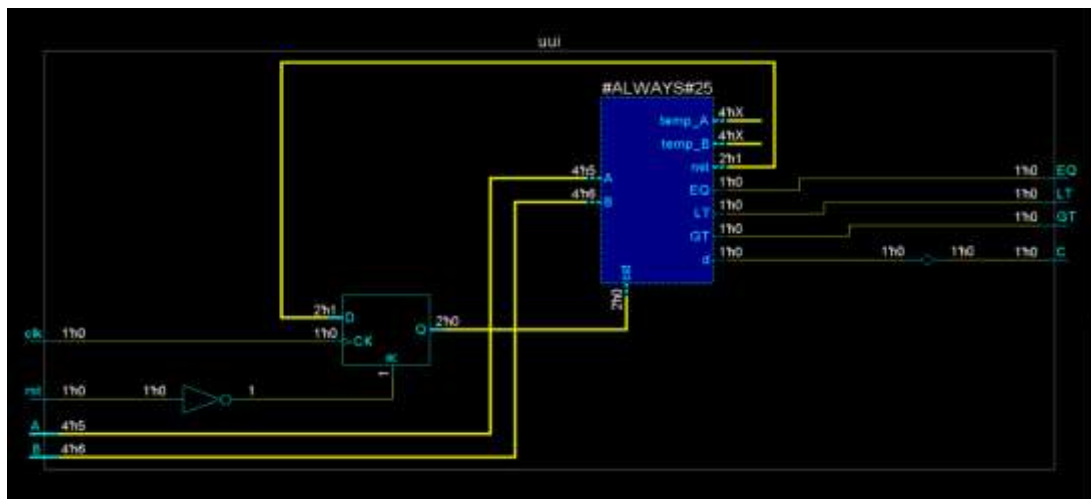 uui
#ALWAYS#25
temp_A 4'hX
temp_B 4'hX
2'h1
4'h5 A
EQ 1'h0 1'h0 EQ
4'h6 B
LT 1'h0 1'h0 LT
GT 1'h0 1'h0 GT
d 1'h0 1'h0 1'h0 1'h0 C
2'h0
2'h1 D
Q 2'h0
clk 1'h0 1'h0 CK
1
1'h0 1'h0 1
A 4'h5
B 4'h6